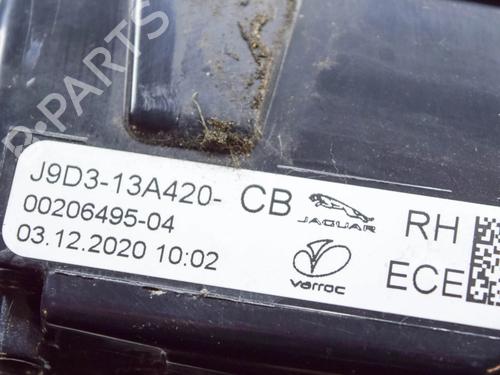 B-PARTS
J9D3-13A420- CB JAGUAR RH
00206495-04
03.12.2020 10:02 varroc ECE